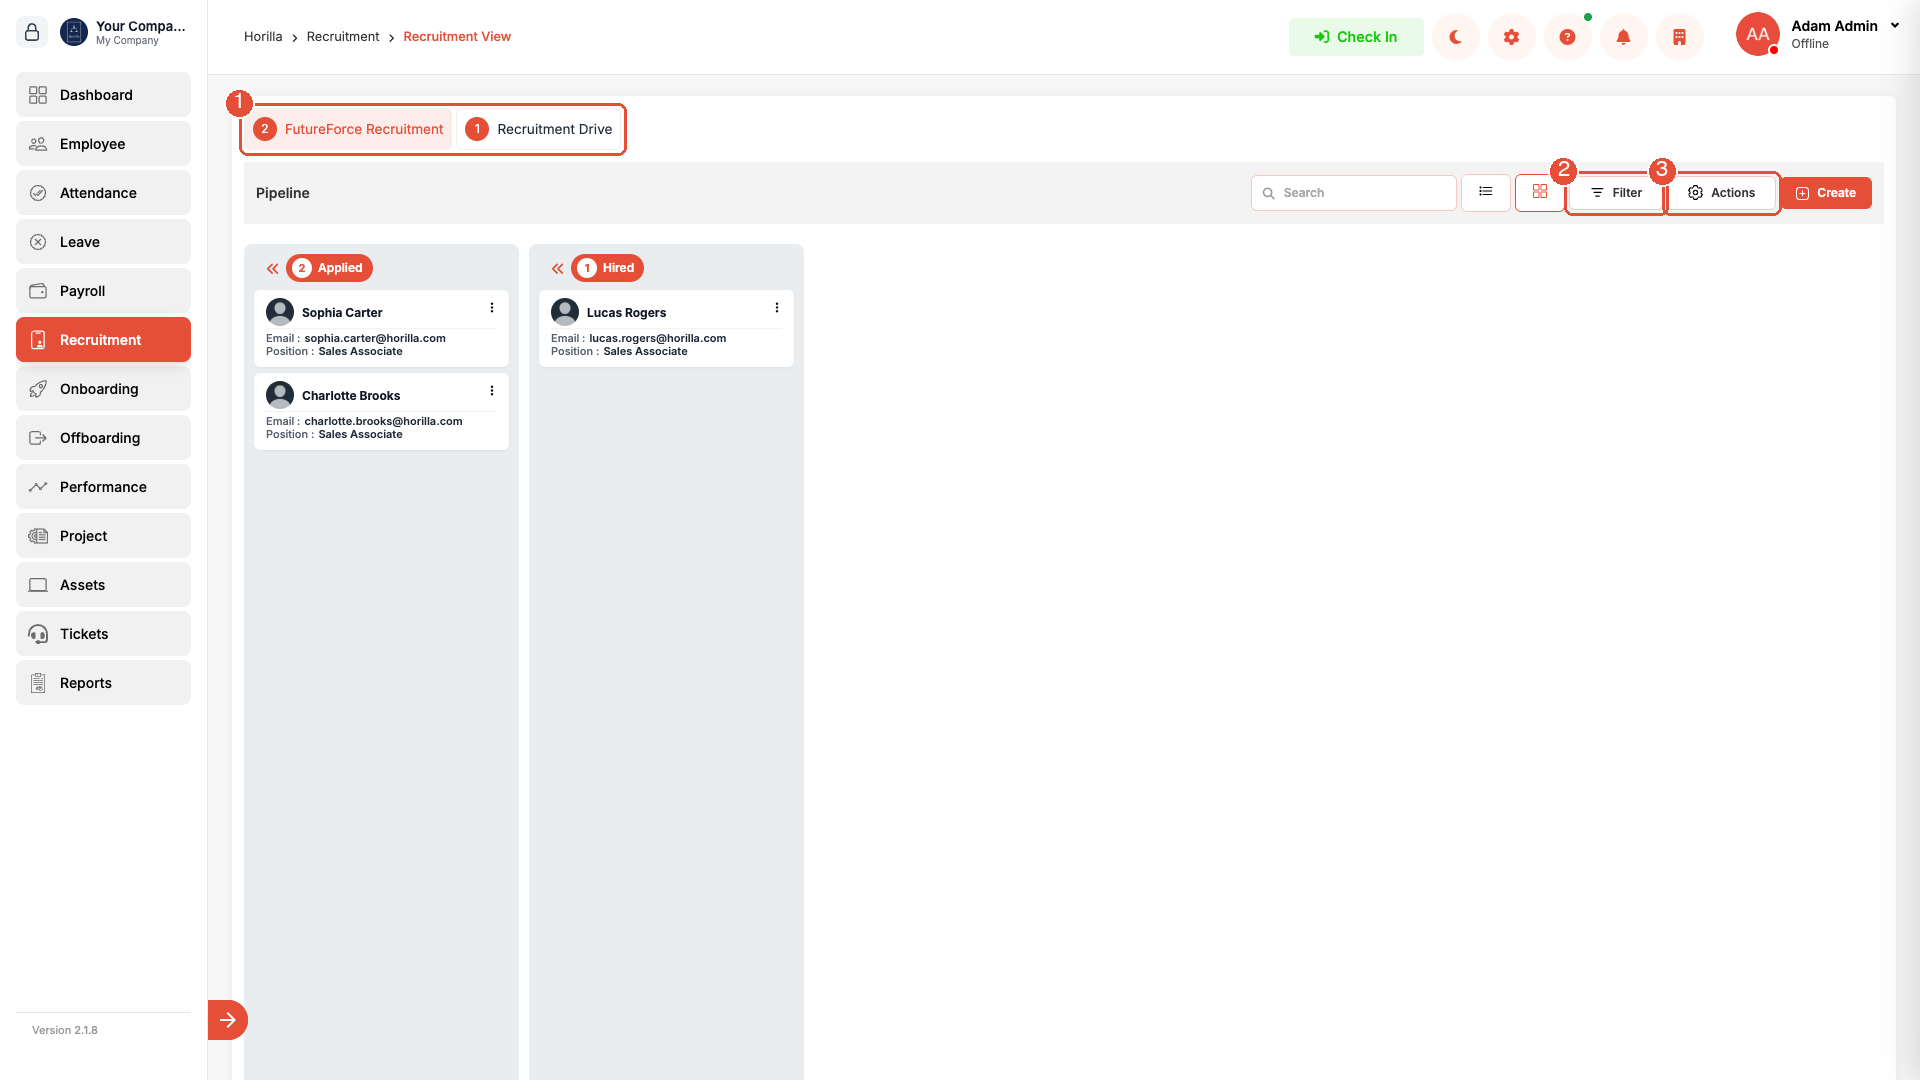 Your Compa...
My Company
Horilla > Recruitment > Recruitment View
Check In
AA
Adam Admin
Offline
Dashboard
Employee
Attendance
Leave
Payroll
Recruitment
Onboarding
Offboarding
Performance
Project
Assets
Tickets
Reports
Version 2.1.8
1
2 FutureForce Recruitment
1 Recruitment Drive
Pipeline
Search
2
Filter
3
Actions
Create
2 Applied
Sophia Carter
Email : sophia.carter@horilla.com
Position : Sales Associate
Charlotte Brooks
Email : charlotte.brooks@horilla.com
Position : Sales Associate
1 Hired
Lucas Rogers
Email : lucas.rogers@horilla.com
Position : Sales Associate